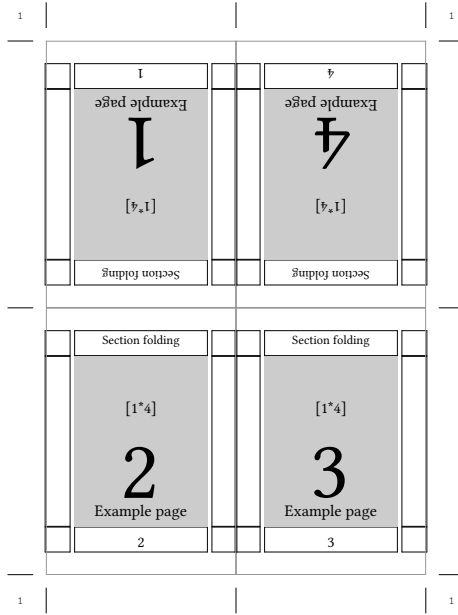 1
1
1
4
Example page
Example page
1
4
[1*4]
[1*4]
Section folding
Section folding
Section folding
Section folding
[1*4]
[1*4]
2
3
Example page
Example page
2
3
1
1